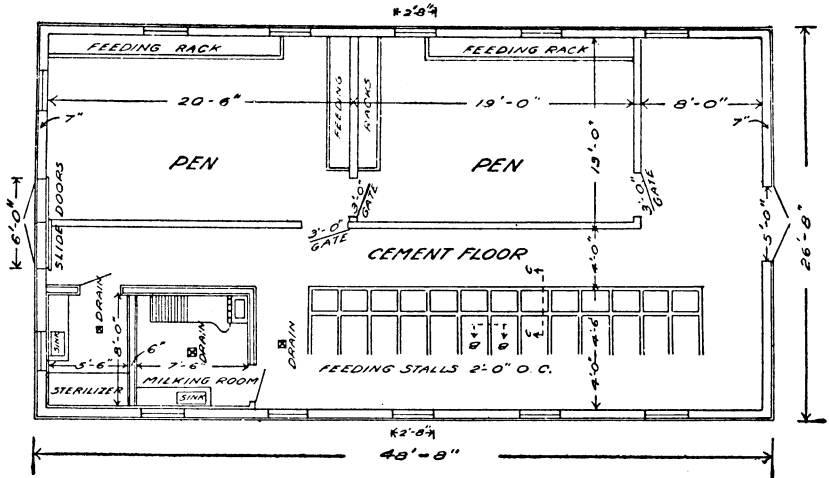 2'-8"
FEEDING RACK
FEEDING RACK
20'-6"
FEEDING
RACKS
19'-0"
8'-0"
7"
7"
PEN
PEN
19'-0"
3'-0"
GATE
3'-0"
GATE
3'-0"
GATE
6'-0"
SLIDE DOORS
CEMENT FLOOR
4'-0"
5'-0"
26'-8"
DRAIN
C
C
B
B
8'-0"
6"
DRAIN
DRAIN
SINK
5'-6"
7'-6"
4'-0"-4'-6"
FEEDING STALLS 2'-0" O.C.
STERILIZER
MILKING ROOM
SINK
2'-8"
48'-8"